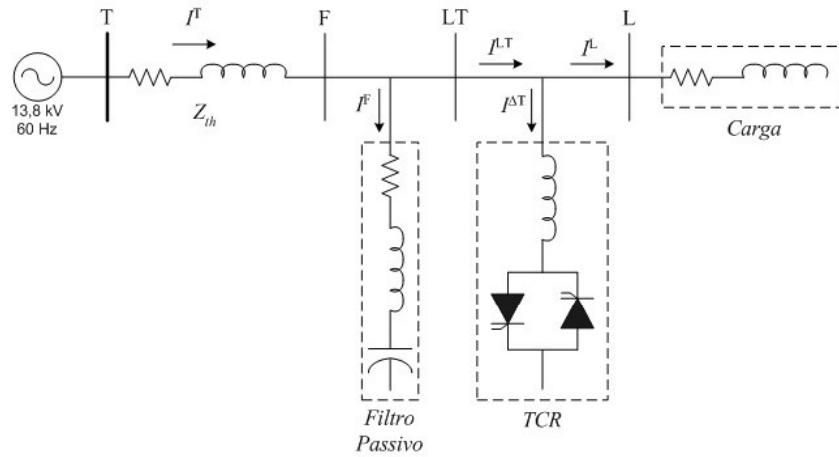 T
I^T
F
LT
I^LT
I^L
L
13,8 kV
60 Hz
Z_th
I^F
I^ΔT
Carga
Filtro
Passivo
TCR